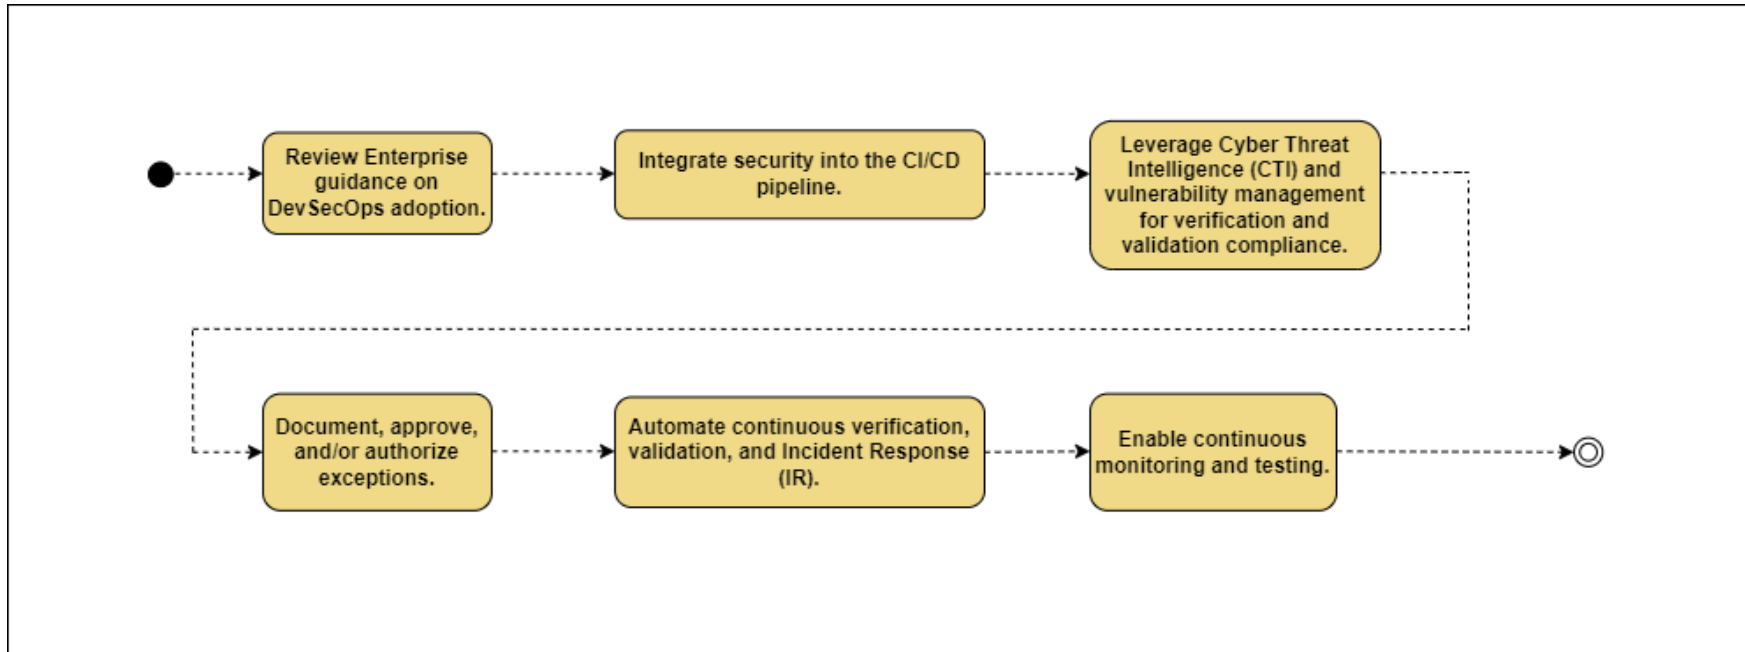 Review Enterprise
guidance on
DevSecOps adoption.
Integrate security into the CI/CD
pipeline.
Leverage Cyber Threat
Intelligence (CTI) and
vulnerability management
for verification and
validation compliance.
Document, approve,
and/or authorize
exceptions.
Automate continuous verification,
validation, and Incident Response
(IR).
Enable continuous
monitoring and testing.